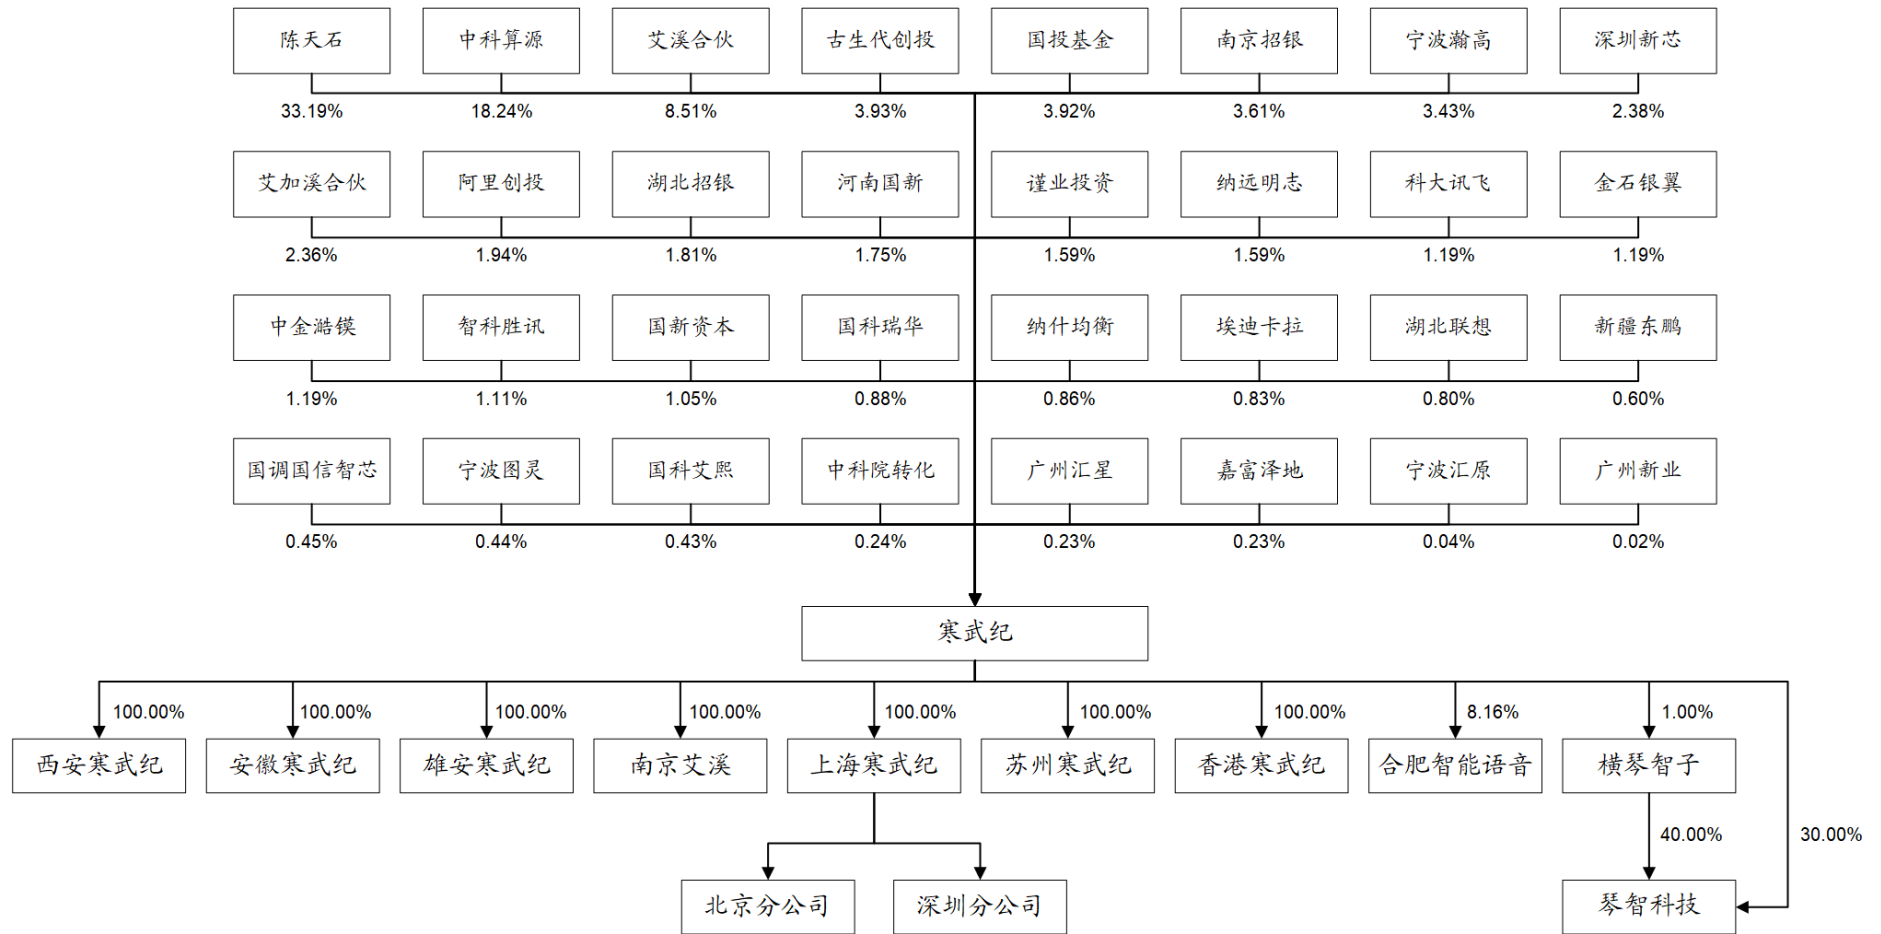 陈天石 中科算源 艾溪合伙 古生代创投 国投基金 南京招银 宁波瀚高 深圳新芯
33.19% 18.24% 8.51% 3.93% 3.92% 3.61% 3.43% 2.38%
艾加溪合伙 阿里创投 湖北招银 河南国新 谨业投资 纳远明志 科大讯飞 金石银翼
2.36% 1.94% 1.81% 1.75% 1.59% 1.59% 1.19% 1.19%
中金澔镆 智科胜讯 国新资本 国科瑞华 纳什均衡 埃迪卡拉 湖北联想 新疆东鹏
1.19% 1.11% 1.05% 0.88% 0.86% 0.83% 0.80% 0.60%
国调国信智芯 宁波图灵 国科艾熙 中科院转化 广州汇星 嘉富泽地 宁波汇原 广州新业
0.45% 0.44% 0.43% 0.24% 0.23% 0.23% 0.04% 0.02%
寒武纪
100.00% 100.00% 100.00% 100.00% 100.00% 100.00% 100.00% 8.16% 1.00%
西安寒武纪 安徽寒武纪 雄安寒武纪 南京艾溪 上海寒武纪 苏州寒武纪 香港寒武纪 合肥智能语音 横琴智子
40.00% 30.00%
北京分公司 深圳分公司 琴智科技